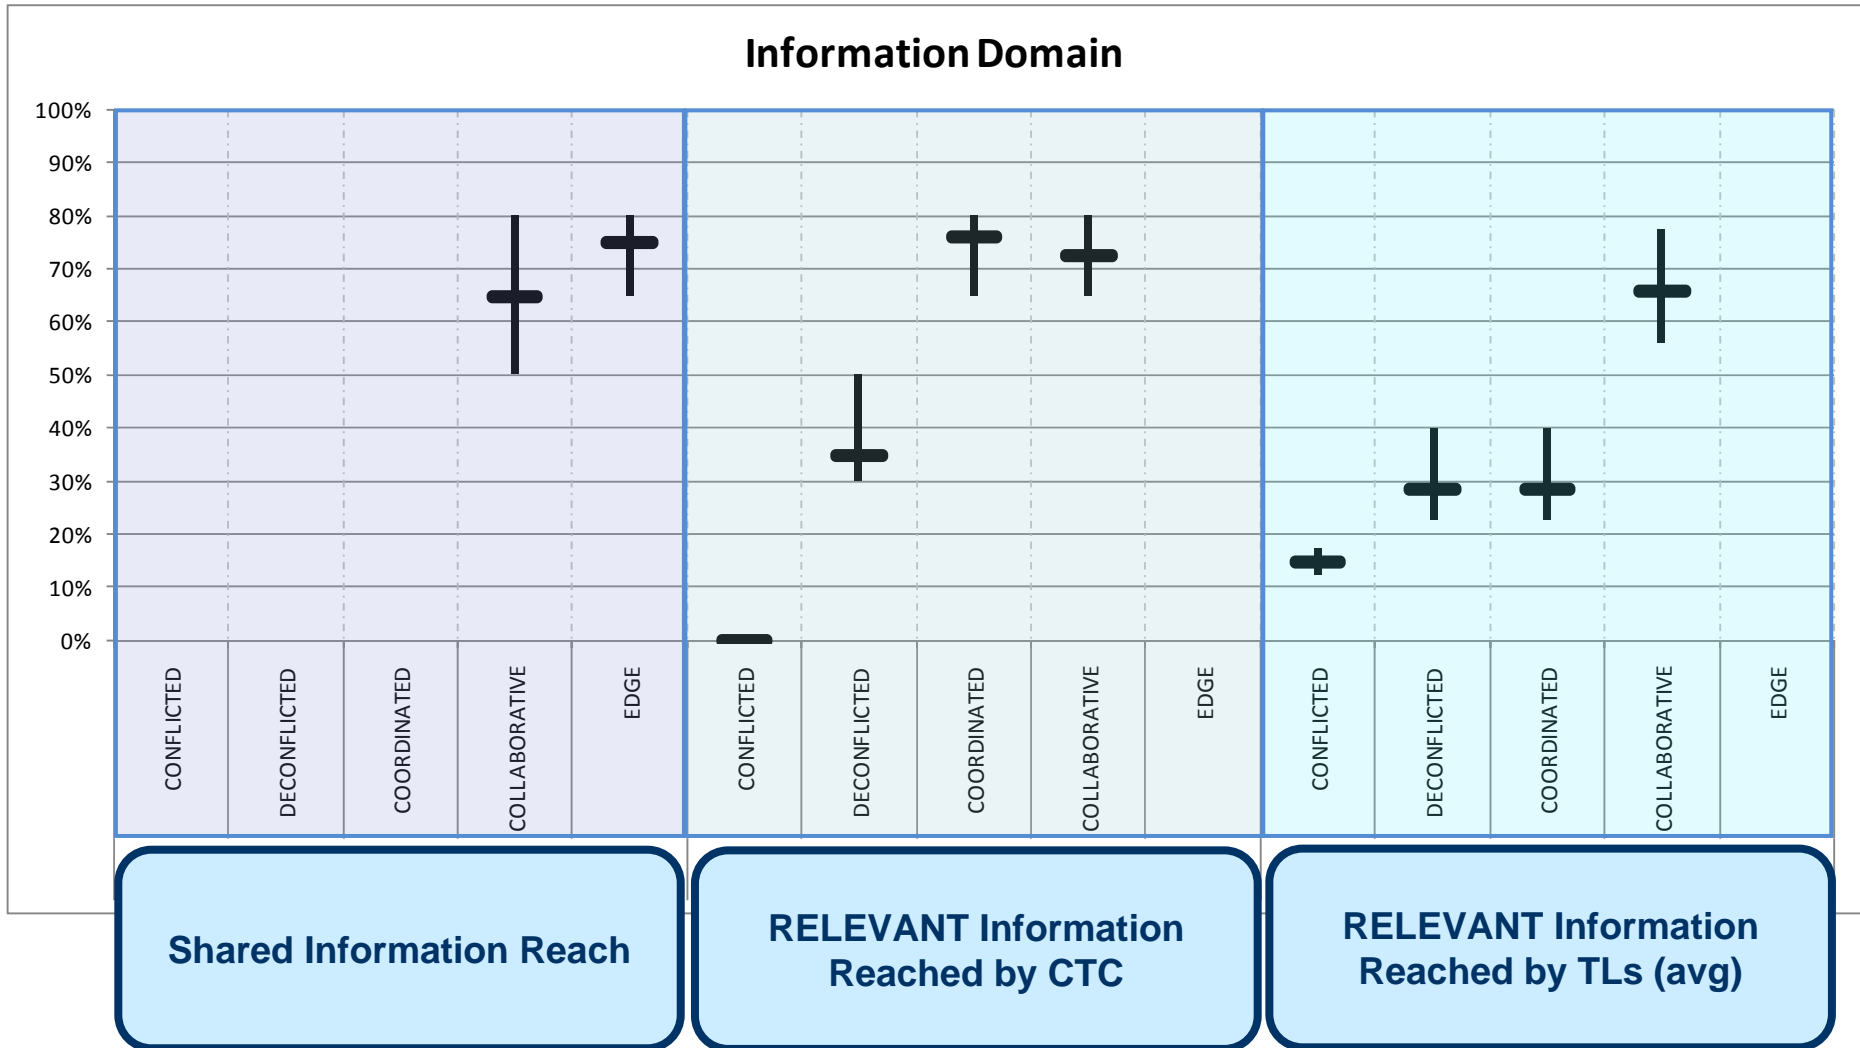 Information Domain
100%
90%
80%
70%
60%
50%
40%
30%
20%
10%
0%
CONFLICTED
DECONFLICTED
COORDINATED
COLLABORATIVE
EDGE
CONFLICTED
DECONFLICTED
COORDINATED
COLLABORATIVE
EDGE
CONFLICTED
DECONFLICTED
COORDINATED
COLLABORATIVE
EDGE
Shared Information Reach
RELEVANT Information
Reached by CTC
RELEVANT Information
Reached by TLs (avg)